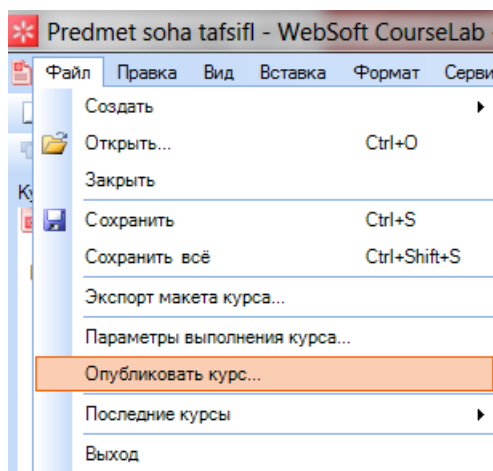 Predmet soha tafsifl - WebSoft CourseLab -
Файл Правка Вид Вставка Формат Серви
Создать
Открыть... Ctrl+O
Закрыть
Сохранить Ctrl+S
Сохранить всё Ctrl+Shift+S
Экспорт макета курса...
Параметры выполнения курса...
Опубликовать курс...
Последние курсы
Выход